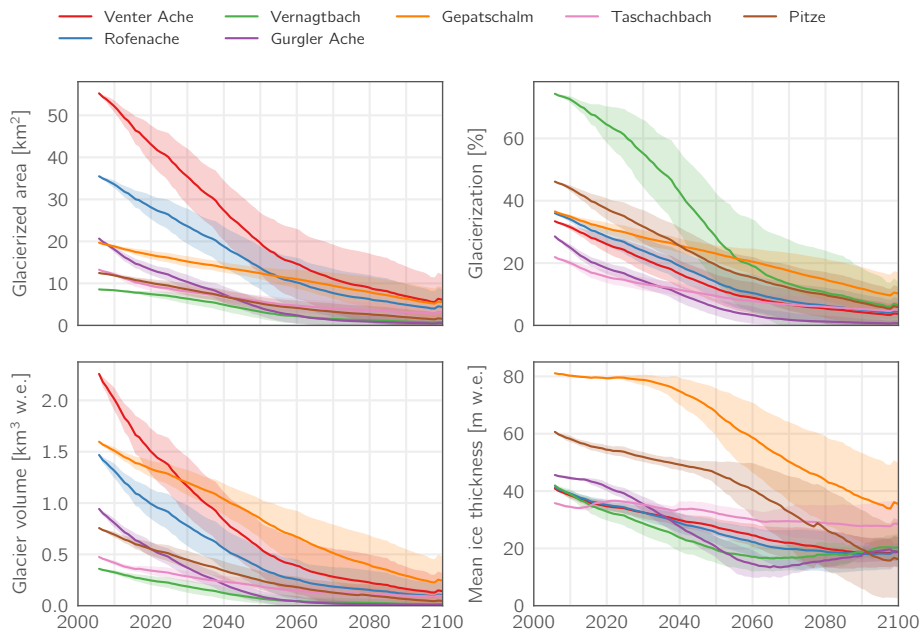 Venter Ache Vernagtbach Gepatschalm Taschachbach Pitze
Rofenache Gurgler Ache
Glacierized area [km²]
50
40
30
20
10
0
Glacierization [%]
60
40
20
0
Glacier volume [km³ w.e.]
2.0
1.5
1.0
0.5
0.0
2000 2020 2040 2060 2080 2100
Mean ice thickness [m w.e.]
80
60
40
20
0
2000 2020 2040 2060 2080 2100